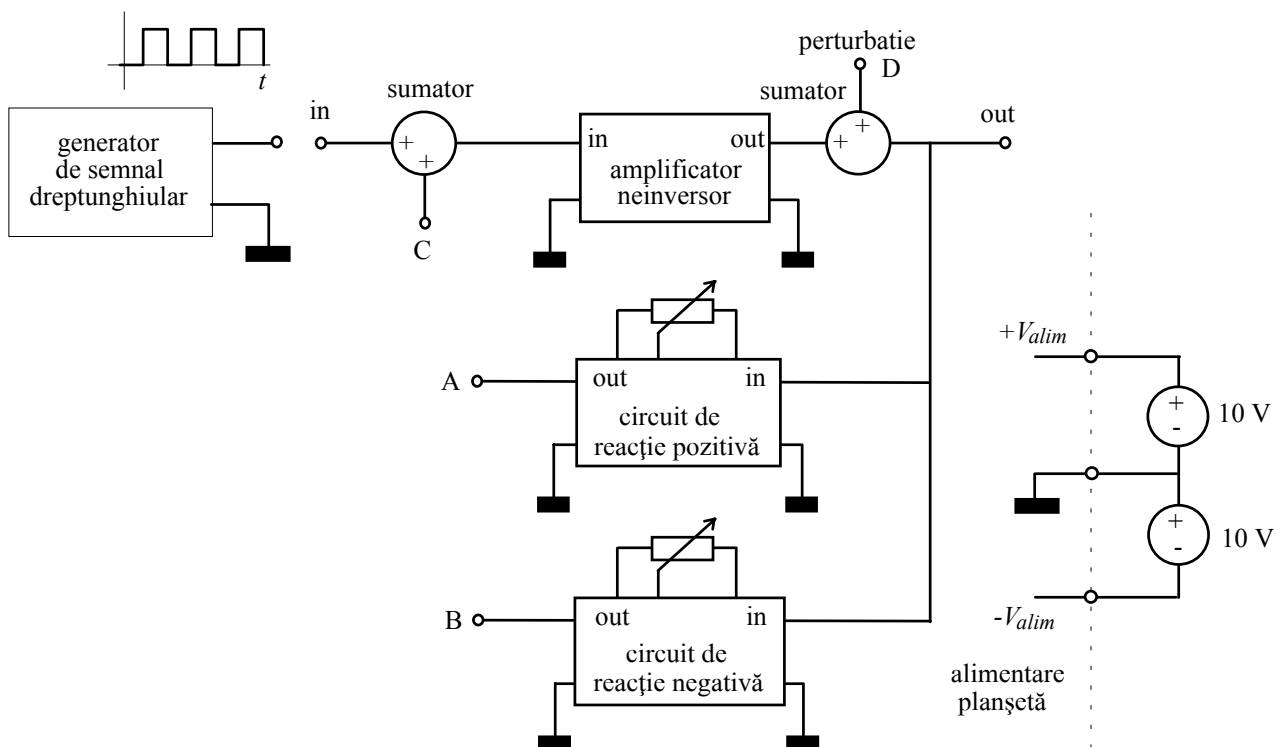 t
generator
de semnal
dreptunghiular
in
sumator
+
+
C
in
out
amplificator
neinversor
perturbatie
D
sumator
+
+
out
A
out
in
circuit de
reacţie pozitivă
B
out
in
circuit de
reacţie negativă
+Valim
+
-
10 V
+
-
10 V
-Valim
alimentare
planşetă